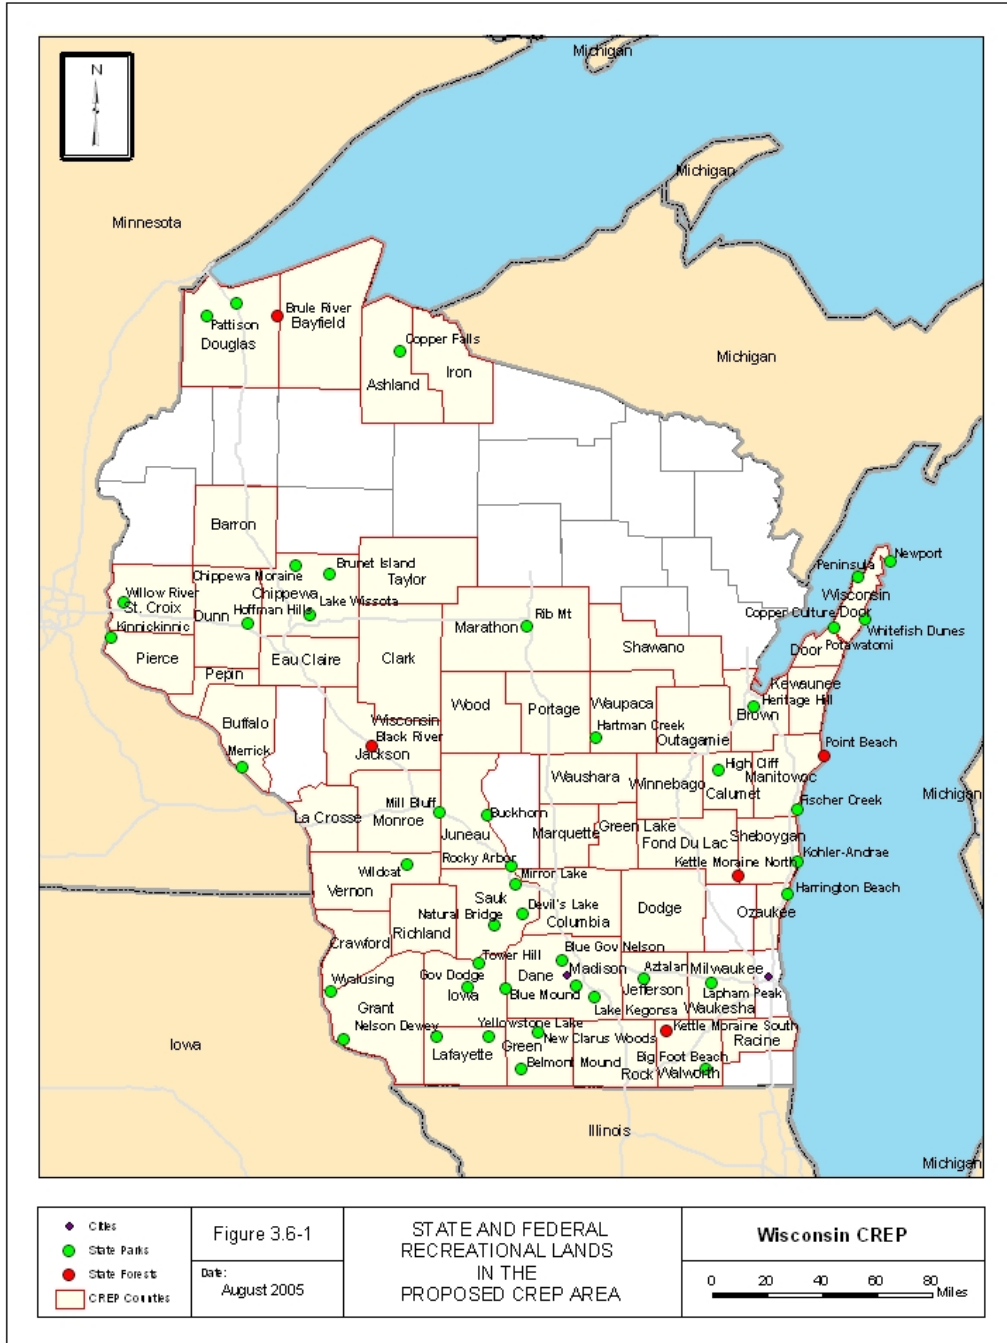 Michigan
N
Michigan
Minnesota
Brule River
Pattison
Bayfield
Douglas
Copper Falls
Michigan
Iron
Ashland
Barron
Newport
Brunet Island
Peninsula
Chippewa Moraine
Taylor
Willow River
Chippewa
Wisconsin
St. Croix
Lake Wissota
Hoffman Hills
Copper Culture
Door
Dunn
Rib Mt
Kinnickinnic
Marathon
Whitefish Dunes
Potawatomi
Shawano
Door
Pierce
Eau Claire
Clark
Pepin
Kewaunee
Heritage Hill
Wood
Waupaca
Portage
Brown
Buffalo
Wisconsin
Hartman Creek
Black River
Outagamie
Point Beach
Merrick
Jackson
High Cliff
Waushara
Winnebago
Manitowoc
Calumet
Michigan
Mill Bluff
Fischer Creek
Buckhorn
La Crosse
Monroe
Green Lake
Juneau
Marquette
Sheboygan
Fond Du Lac
Kohler-Andrae
Rocky Arbor
Kettle Moraine North
Wildcat
Mirror Lake
Vernon
Harrington Beach
Sauk
Devil's Lake
Dodge
Natural Bridge
Columbia
Ozaukee
Richland
Crawford
Blue Gov Nelson
Tower Hill
Madison
Aztalan
Milwaukee
Gov Dodge
Dane
Wyalusing
Jefferson
Iowa
Blue Mound
Lapham Peak
Grant
Lake Kegonsa
Waukesha
Nelson Dewey
Yellowstone Lake
Kettle Moraine South
New Clarus Woods
Racine
Iowa
Green
Lafayette
Big Foot Beach
Belmont Mound
Rock
Walworth
Illinois
Michigan
Cities
State Parks
State Forests
CREP Counties
Figure 3.6-1
Date:
August 2005
STATE AND FEDERAL
RECREATIONAL LANDS
IN THE
PROPOSED CREP AREA
Wisconsin CREP
0 20 40 60 80
Miles